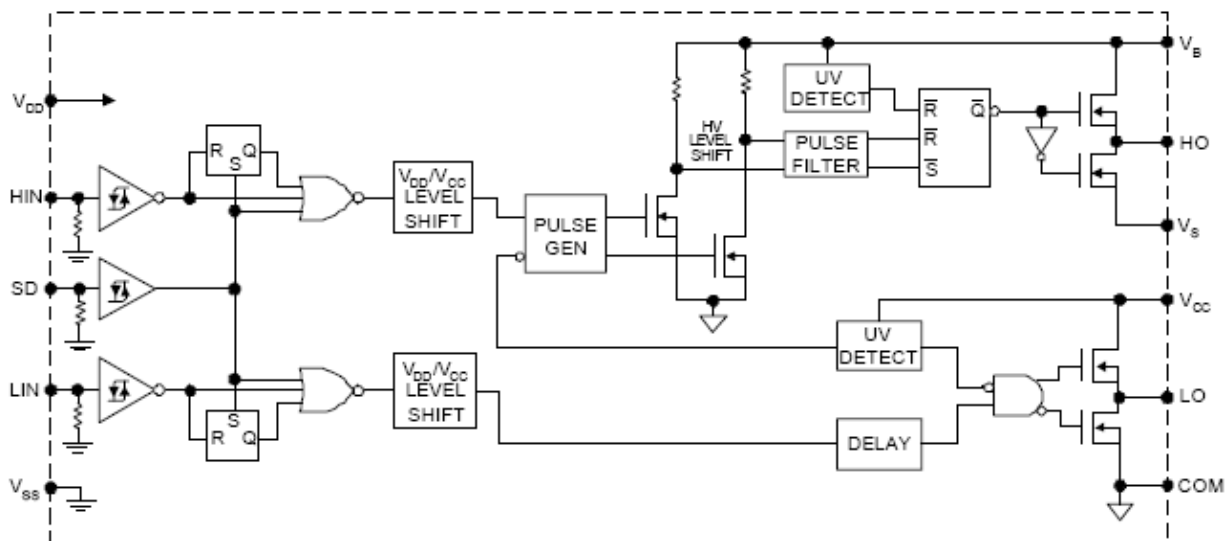 V_B
UV
DETECT
R̅
Q̅
V_DD
HV
LEVEL
SHIFT
R̅
S̅
PULSE
FILTER
HO
R
S
Q
HIN
V_DD/V_CC
LEVEL
SHIFT
PULSE
GEN
V_S
SD
V_CC
UV
DETECT
LIN
V_DD/V_CC
LEVEL
SHIFT
LO
R
S
Q
DELAY
V_SS
COM